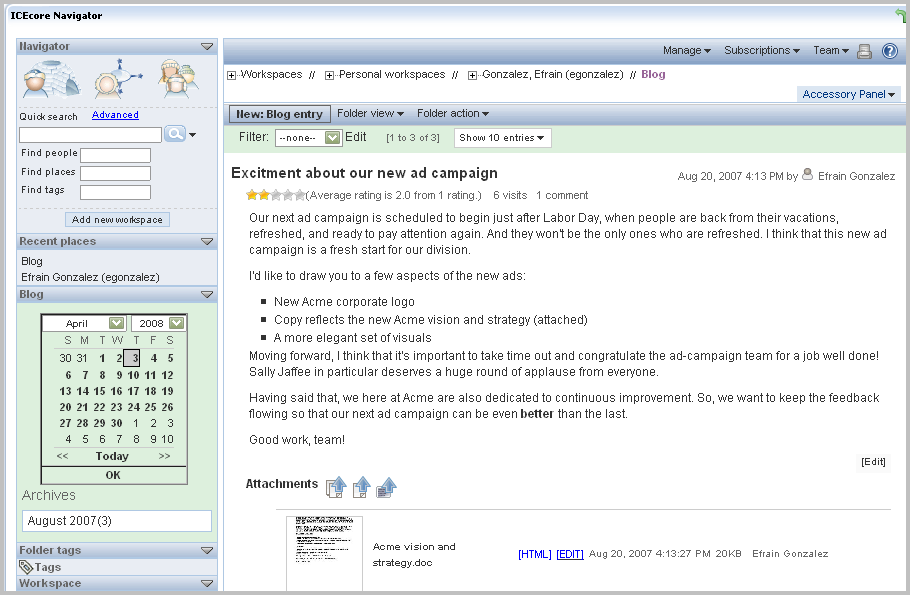 ICEcore Navigator
Navigator
Quick search Advanced
Find people
Find places
Find tags
Add new workspace
Recent places
Blog
Efrain Gonzalez (egonzalez)
Blog
April 2008
S M T W T F S
30 31 1 2 3 4 5
6 7 8 9 10 11 12
13 14 15 16 17 18 19
20 21 22 23 24 25 26
27 28 29 30 1 2 3
4 5 6 7 8 9 10
<< Today >>
OK
Archives
August 2007(3)
Folder tags
Tags
Workspace
Manage Subscriptions Team ?
Workspaces // Personal workspaces // Gonzalez, Efrain (egonzalez) // Blog
Accessory Panel
New: Blog entry Folder view Folder action
Filter: --none-- Edit [1 to 3 of 3] Show 10 entries
Excitment about our new ad campaign Aug 20, 2007 4:13 PM by Efrain Gonzalez
(Average rating is 2.0 from 1 rating.) 6 visits 1 comment
Our next ad campaign is scheduled to begin just after Labor Day, when people are back from their vacations,
refreshed, and ready to pay attention again. And they won't be the only ones who are refreshed. I think that this new ad
campaign is a fresh start for our division.
I'd like to draw you to a few aspects of the new ads:
New Acme corporate logo
Copy reflects the new Acme vision and strategy (attached)
A more elegant set of visuals
Moving forward, I think that it's important to take time out and congratulate the ad-campaign team for a job well done!
Sally Jaffee in particular deserves a huge round of applause from everyone.
Having said that, we here at Acme are also dedicated to continuous improvement. So, we want to keep the feedback
flowing so that our next ad campaign can be even better than the last.
Good work, team!
[Edit]
Attachments
Acme vision and
strategy.doc
[HTML] [EDIT] Aug 20, 2007 4:13:27 PM 20KB Efrain Gonzalez